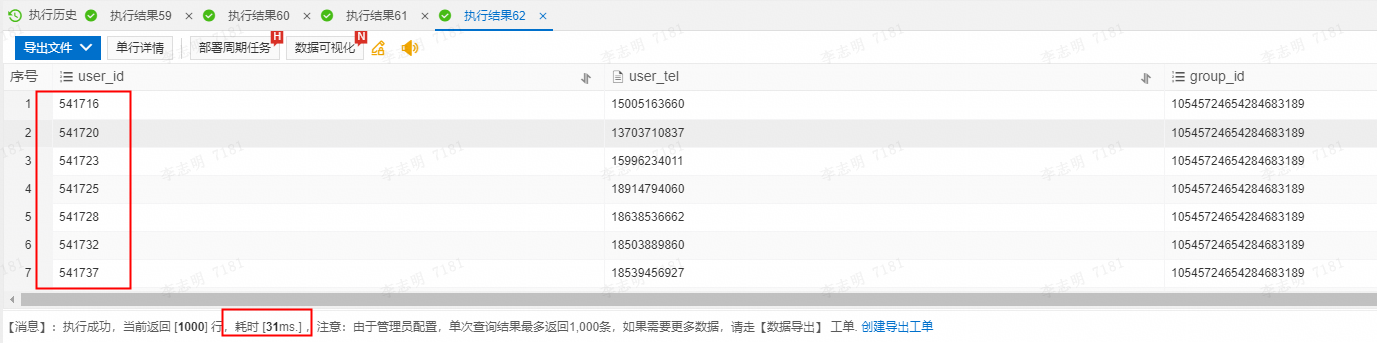 执行历史 执行结果59 × 执行结果60 × 执行结果61 × 执行结果62 ×
导出文件 单行详情 部署周期任务 H 数据可视化 N
序号 user_id user_tel group_id
1 541716 15005163660 10545724654284683189
2 541720 13703710837 10545724654284683189
3 541723 15996234011 10545724654284683189
4 541725 18914794060 10545724654284683189
5 541728 18638536662 10545724654284683189
6 541732 18503889860 10545724654284683189
7 541737 18539456927 10545724654284683189
【消息】：执行成功，当前返回 [1000] 行，耗时 [31ms.]，注意：由于管理员配置，单次查询结果最多返回1,000条，如果需要更多数据，请走【数据导出】 工单. 创建导出工单
李志明 7181